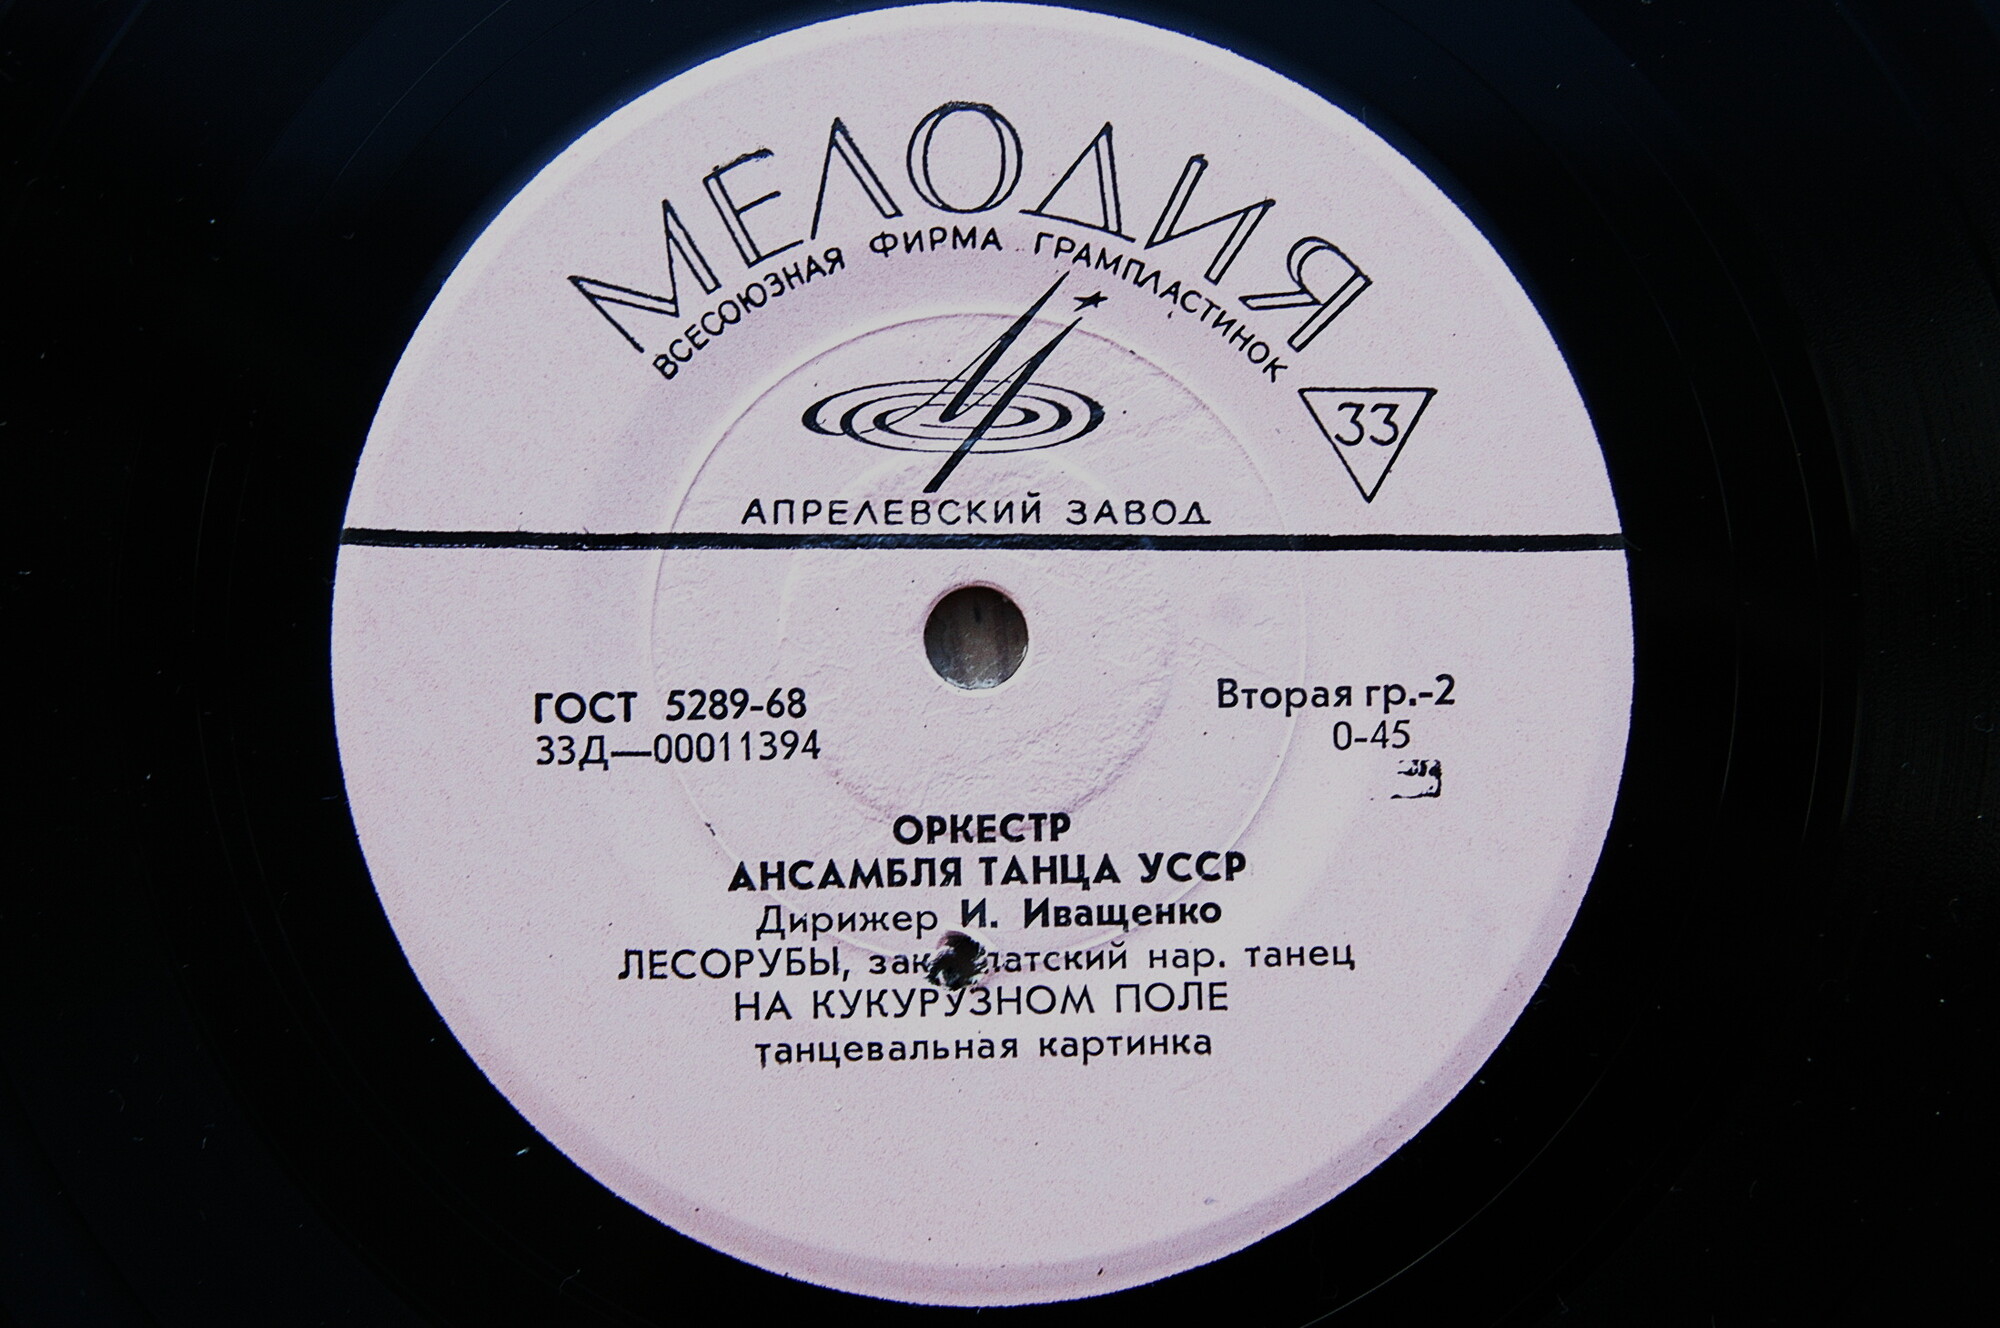 МЕЛОДИЯ
ВСЕСОЮЗНАЯ ФИРМА ГРАМПЛАСТИНОК
33
АПРЕЛЕВСКИЙ ЗАВОД
ГОСТ 5289-68
33Д—00011394
Вторая гр.-2
0-45
ОРКЕСТР
АНСАМБЛЯ ТАНЦА УССР
Дирижер И. Иващенко
ЛЕСОРУБЫ, нар. танец
НА КУКУРУЗНОМ ПОЛЕ
танцевальная картинка